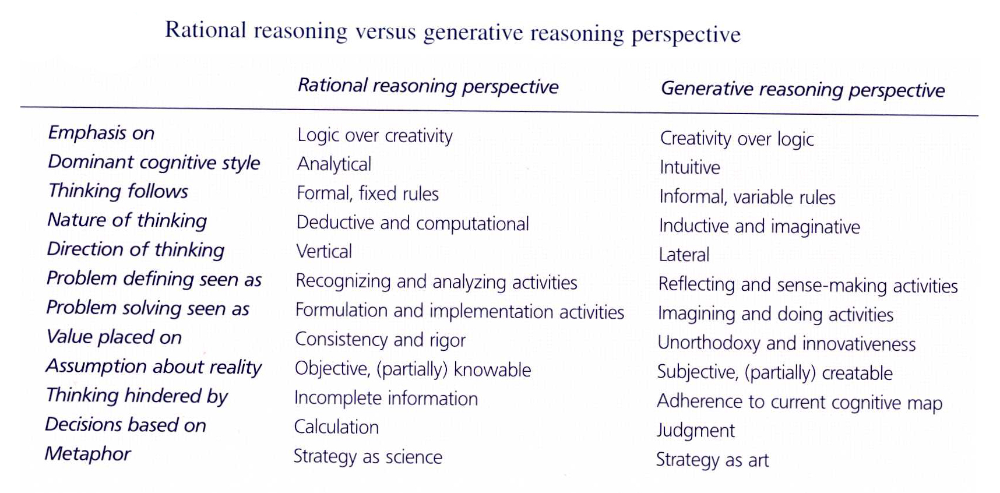 Rational reasoning versus generative reasoning perspective
Rational reasoning perspective Generative reasoning perspective
Emphasis on Logic over creativity Creativity over logic
Dominant cognitive style Analytical Intuitive
Thinking follows Formal, fixed rules Informal, variable rules
Nature of thinking Deductive and computational Inductive and imaginative
Direction of thinking Vertical Lateral
Problem defining seen as Recognizing and analyzing activities Reflecting and sense-making activities
Problem solving seen as Formulation and implementation activities Imagining and doing activities
Value placed on Consistency and rigor Unorthodoxy and innovativeness
Assumption about reality Objective, (partially) knowable Subjective, (partially) creatable
Thinking hindered by Incomplete information Adherence to current cognitive map
Decisions based on Calculation Judgment
Metaphor Strategy as science Strategy as art